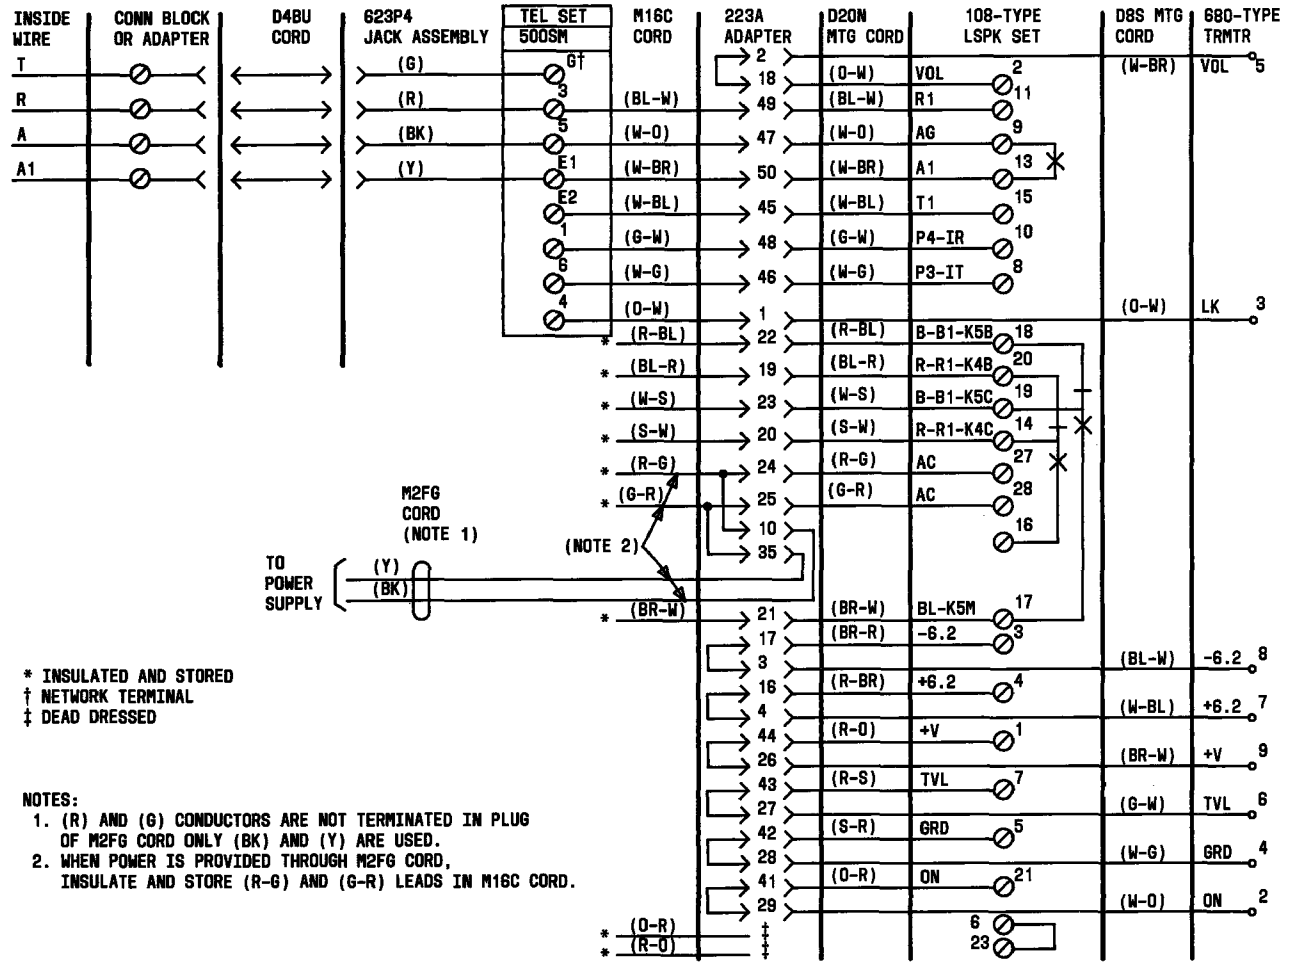 INSIDE WIRE
CONN BLOCK OR ADAPTER
D4BU CORD
623P4 JACK ASSEMBLY
TEL SET 500SM
M16C CORD
223A ADAPTER
D20N MTG CORD
108-TYPE LSPK SET
D8S MTG CORD
680-TYPE TRMTR
2 (W-BR) VOL 5
T (G) G† 18 (O-W) VOL 2
R (R) 3 (BL-W) 49 (BL-W) R1 11
A (BK) 5 (W-O) 47 (W-O) AG 9
A1 (Y) E1 (W-BR) 50 (W-BR) A1 13
E2 (W-BL) 45 (W-BL) T1 15
1 (G-W) 48 (G-W) P4-IR 10
6 (W-G) 46 (W-G) P3-IT 8
4 (O-W) 1 (O-W) LK 3
* (R-BL) 22 (R-BL) B-B1-K5B 18
* (BL-R) 19 (BL-R) R-R1-K4B 20
* (W-S) 23 (W-S) B-B1-K5C 19
* (S-W) 20 (S-W) R-R1-K4C 14
* (R-G) 24 (R-G) AC 27
* (G-R) 25 (G-R) AC 28
10 16
35
M2FG
CORD
(NOTE 1)
(NOTE 2)
TO
POWER
SUPPLY
(Y)
(BK)
* (BR-W) 21 (BR-W) BL-K5M 17
17 (BR-R) -6.2 3
3 (BL-W) -6.2 8
16 (R-BR) +6.2 4
4 (W-BL) +6.2 7
44 (R-O) +V 1
26 (BR-W) +V 9
43 (R-S) TVL 7
27 (G-W) TVL 6
42 (S-R) GRD 5
28 (W-G) GRD 4
41 (O-R) ON 21
29 (W-O) ON 2
* (O-R) ‡ 6
* (R-O) ‡ 23
* INSULATED AND STORED
† NETWORK TERMINAL
‡ DEAD DRESSED
NOTES:
1. (R) AND (G) CONDUCTORS ARE NOT TERMINATED IN PLUG
OF M2FG CORD ONLY (BK) AND (Y) ARE USED.
2. WHEN POWER IS PROVIDED THROUGH M2FG CORD,
INSULATE AND STORE (R-G) AND (G-R) LEADS IN M16C CORD.